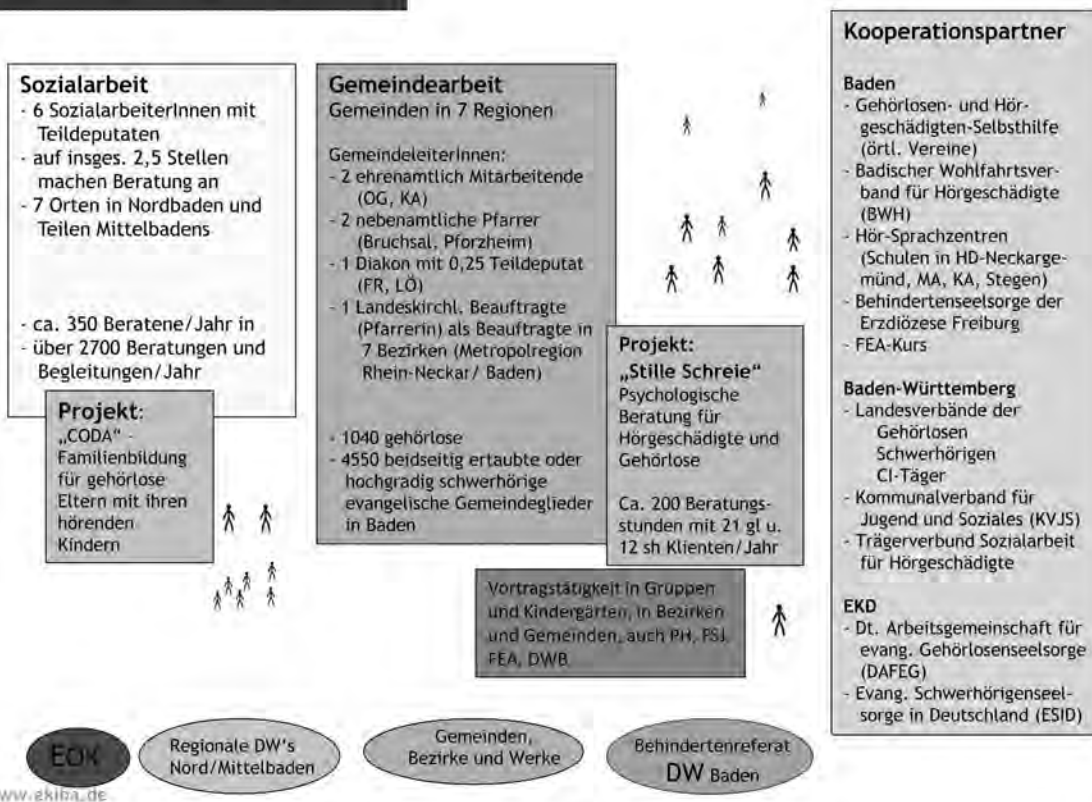 Sozialarbeit
- 6 SozialarbeiterInnen mit
Teildeputaten
- auf insges. 2,5 Stellen
machen Beratung an
- 7 Orten in Nordbaden und
Teilen Mittelbadens
- ca. 350 Beratene/Jahr in
- über 2700 Beratungen und
Begleitungen/Jahr
Projekt:
„CODA“ -
Familienbildung
für gehörlose
Eltern mit ihren
hörenden
Kindern
Gemeindearbeit
Gemeinden in 7 Regionen
GemeindeleiterInnen:
- 2 ehrenamtlich Mitarbeitende
(OG, KA)
- 2 nebenamtliche Pfarrer
(Bruchsal, Pforzheim)
- 1 Diakon mit 0,25 Teildeputat
(FR, LÖ)
- 1 Landeskirchl. Beauftragte
(Pfarrerin) als Beauftragte in
7 Bezirken (Metropolregion
Rhein-Neckar/ Baden)
- 1040 gehörlose
- 4550 beidseitig ertaubte oder
hochgradig schwerhörige
evangelische Gemeindeglieder
in Baden
Projekt:
„Stille Schreie“
Psychologische
Beratung für
Hörgeschädigte und
Gehörlose
Ca. 200 Beratungs-
stunden mit 21 gl u.
12 sh Klienten/Jahr
Vortragstätigkeit in Gruppen
und Kindergärten, in Bezirken
und Gemeinden, auch PH, FSJ,
FEA, DWB
Kooperationspartner
Baden
- Gehörlosen- und Hör-
geschädigten-Selbsthilfe
(örtl. Vereine)
- Badischer Wohlfahrtsver-
band für Hörgeschädigte
(BWH)
- Hör-Sprachzentren
(Schulen in HD-Neckarge-
münd, MA, KA, Stegen)
- Behindertenseelsorge der
Erzdiözese Freiburg
- FEA-Kurs
Baden-Württemberg
- Landesverbände der
Gehörlosen
Schwerhörigen
CI-Täger
- Kommunalverband für
Jugend und Soziales (KVJS)
- Trägerverbund Sozialarbeit
für Hörgeschädigte
EKD
- Dt. Arbeitsgemeinschaft für
evang. Gehörlosenseelsorge
(DAFEG)
- Evang. Schwerhörigenseel-
sorge in Deutschland (ESiD)
EOK
Regionale DW's
Nord/Mittelbaden
Gemeinden,
Bezirke und Werke
Behindertenreferat
DW Baden
www.ekiba.de